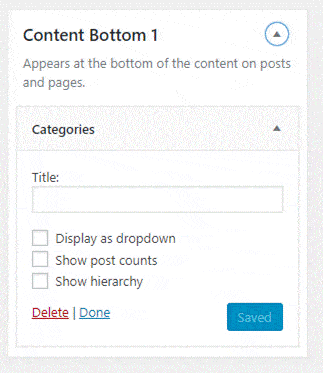 Content Bottom 1
Appears at the bottom of the content on posts
and pages.
Categories
Title:
Display as dropdown
Show post counts
Show hierarchy
Delete | Done
Saved